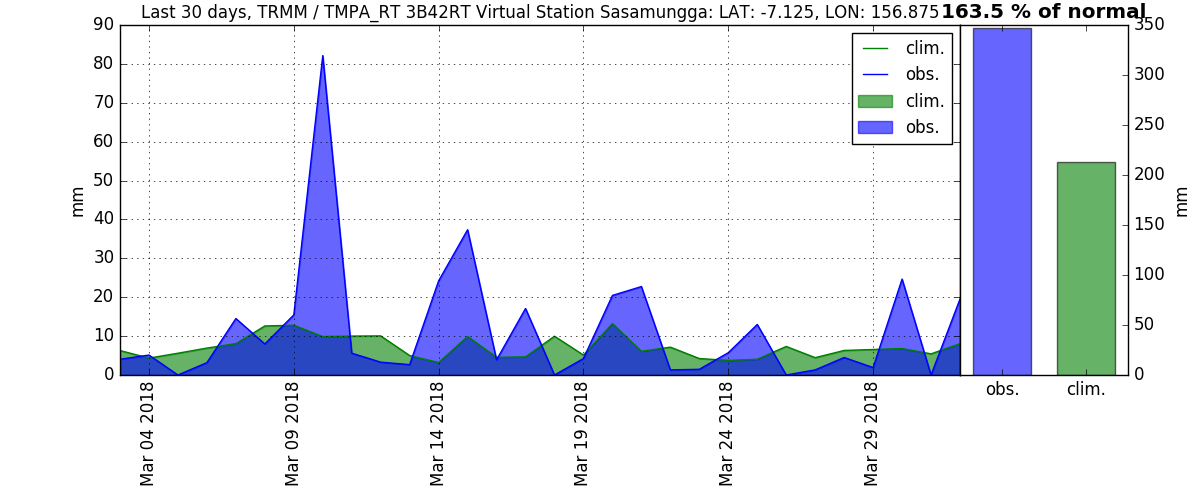 Last 30 days, TRMM / TMPA_RT 3B42RT Virtual Station Sasamungga: LAT: -7.125, LON: 156.875
163.5 % of normal
90
80
70
60
50
40
30
20
10
0
mm
clim.
obs.
clim.
obs.
Mar 04 2018
Mar 09 2018
Mar 14 2018
Mar 19 2018
Mar 24 2018
Mar 29 2018
350
300
250
200
150
100
50
0
mm
obs.
clim.